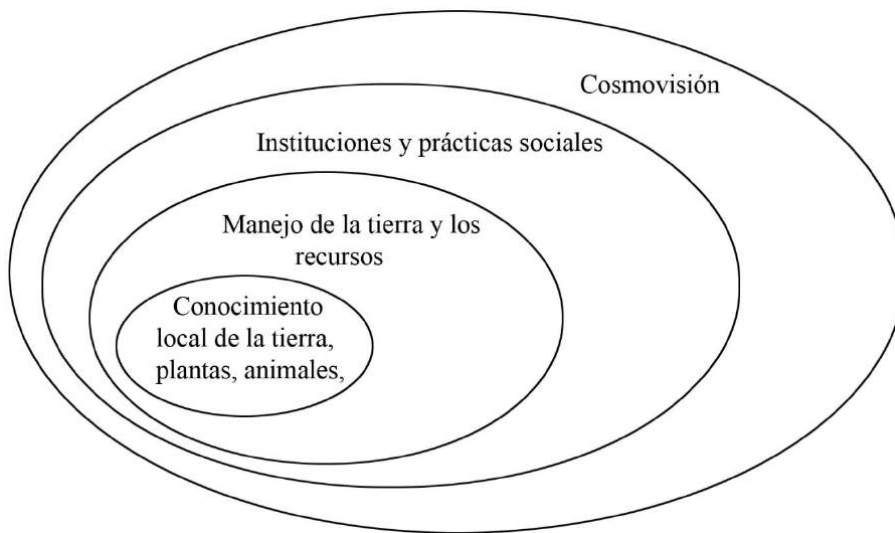 Cosmovisión
Instituciones y prácticas sociales
Manejo de la tierra y los
recursos
Conocimiento
local de la tierra,
plantas, animales,